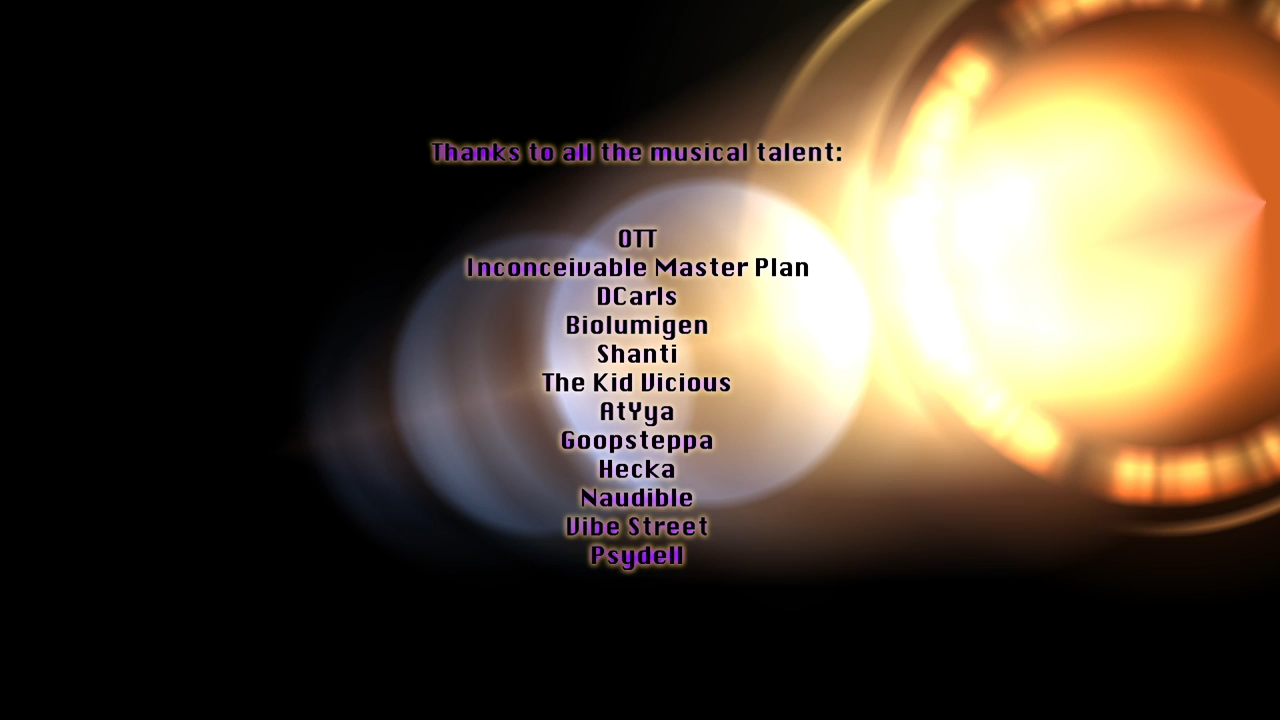 Thanks to all the musical talent:
OTT
Inconceivable Master Plan
DCarls
Biolumigen
Shanti
The Kid Vicious
AtYya
Goopsteppa
Hecka
Naudible
Vibe Street
Psydell